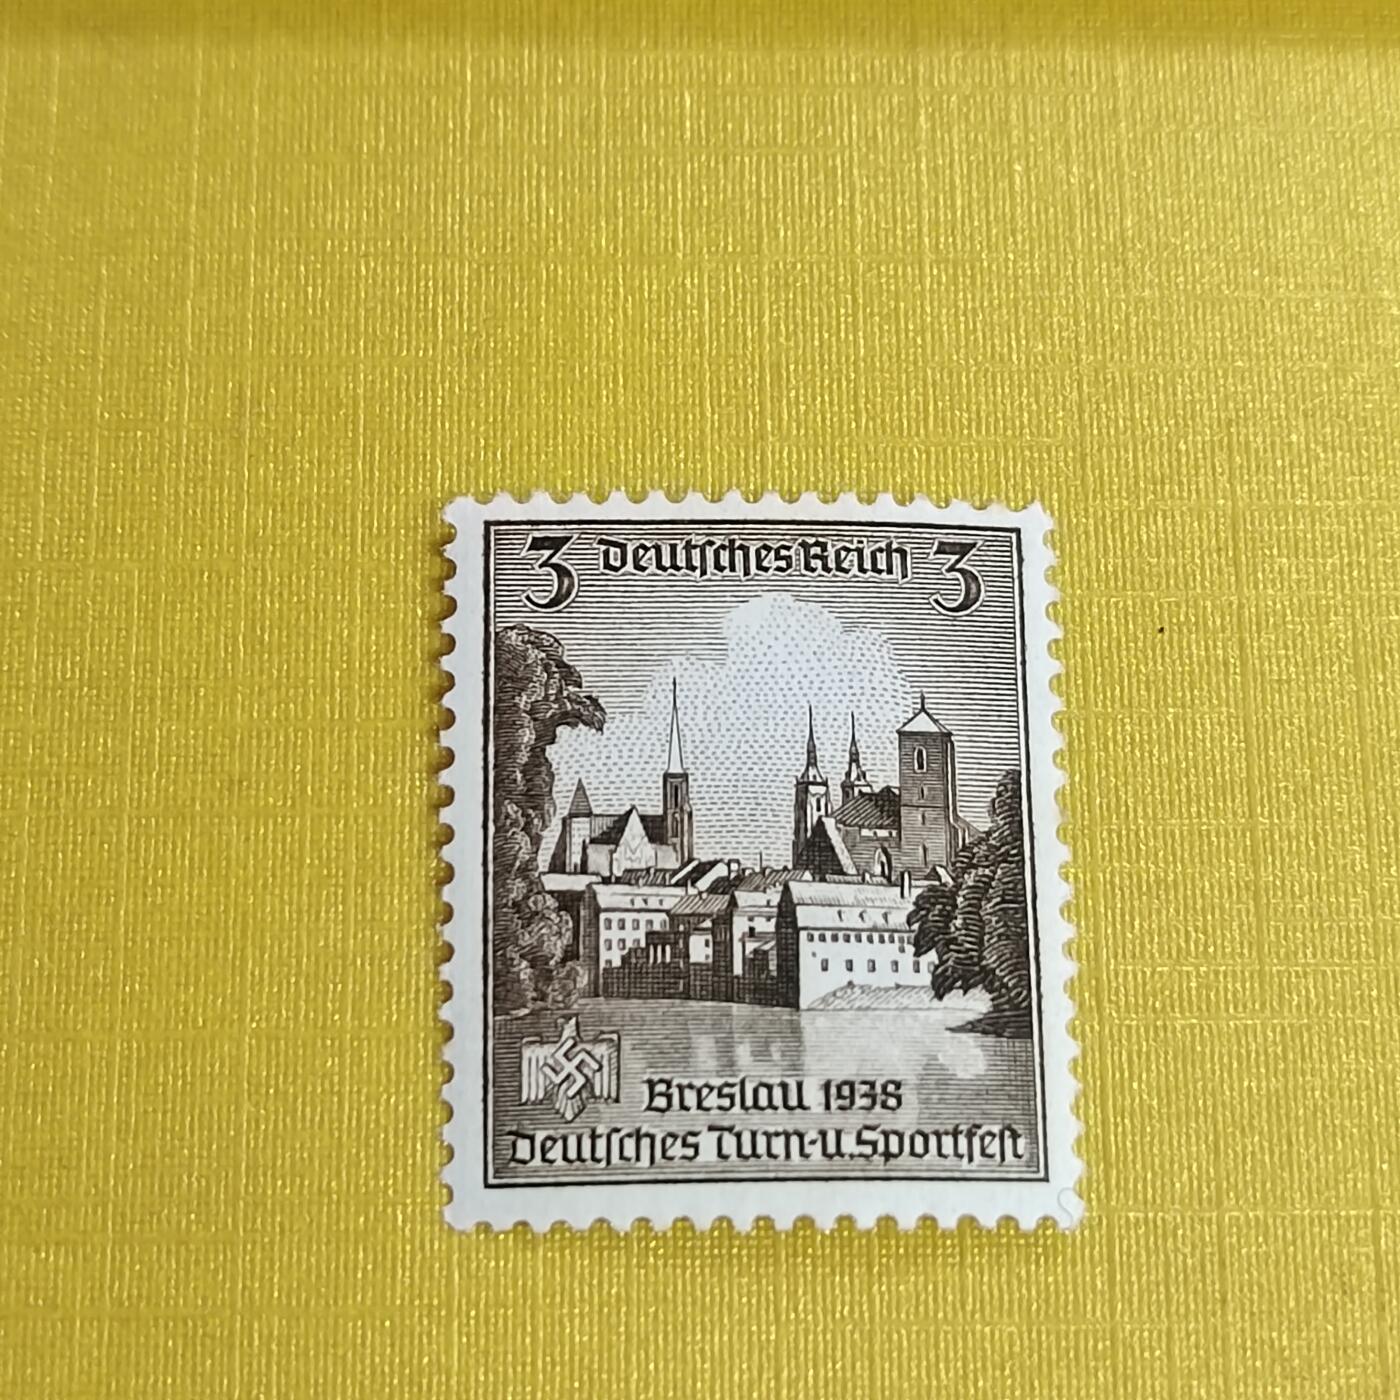 3 Deutsches Reich 3
Breslau 1938
Deutsches Turn-u.Sportfest